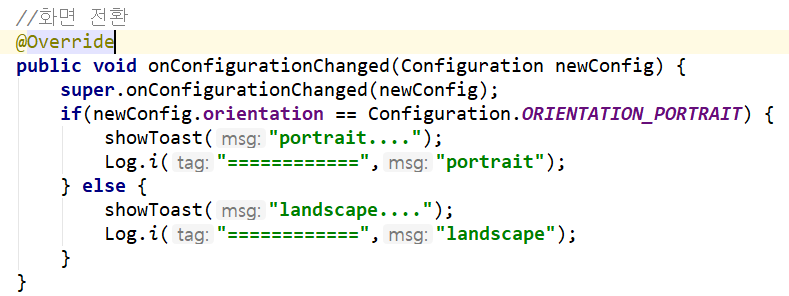 //화면 전환
@Override
public void onConfigurationChanged(Configuration newConfig) {
super.onConfigurationChanged(newConfig);
if(newConfig.orientation == Configuration.ORIENTATION_PORTRAIT) {
showToast( msg: "portrait....");
Log.i( tag: "============", msg: "portrait");
} else {
showToast( msg: "landscape....");
Log.i( tag: "============", msg: "landscape");
}
}